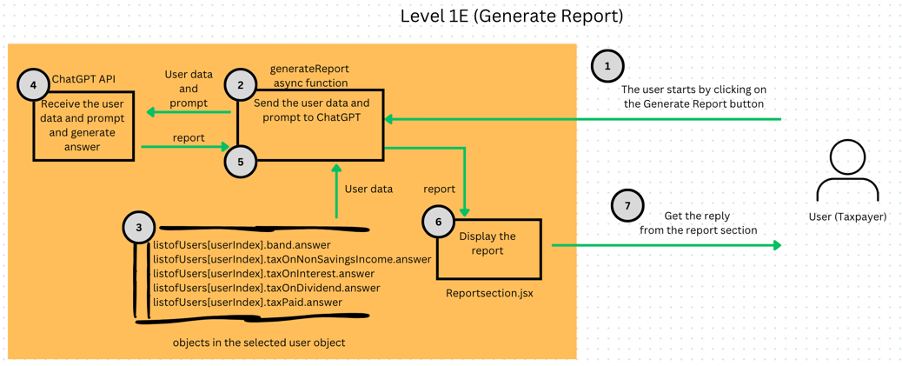 Level 1E (Generate Report)
1
The user starts by clicking on
the Generate Report button
4
ChatGPT API
Receive the user
data and prompt
and generate
answer
User data
and
prompt
report
2
generateReport
async function
Send the user data and
prompt to ChatGPT
5
User data
report
3
listofUsers[userIndex].band.answer
listofUsers[userIndex].taxOnNonSavingsIncome.answer
listofUsers[userIndex].taxOnInterest.answer
listofUsers[userIndex].taxOnDividend.answer
listofUsers[userIndex].taxPaid.answer
objects in the selected user object
6
Display the
report
Reportsection.jsx
7
Get the reply
from the report section
User (Taxpayer)